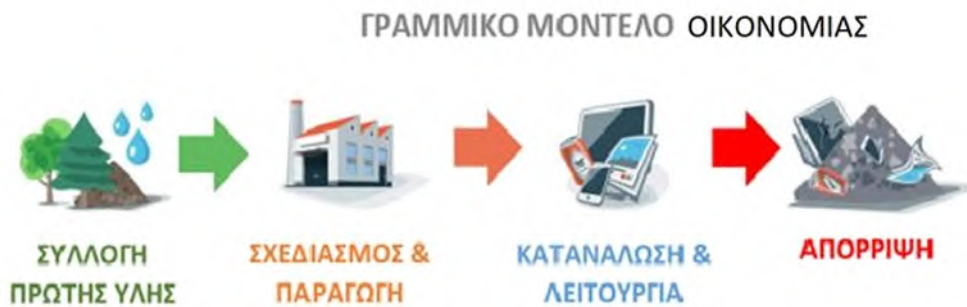 ΓΡΑΜΜΙΚΟ ΜΟΝΤΕΛΟ ΟΙΚΟΝΟΜΙΑΣ
ΣΥΛΛΟΓΗ
ΠΡΩΤΗΣ ΥΛΗΣ
ΣΧΕΔΙΑΣΜΟΣ &
ΠΑΡΑΓΩΓΗ
ΚΑΤΑΝΑΛΩΣΗ &
ΛΕΙΤΟΥΡΓΙΑ
ΑΠΟΡΡΙΨΗ